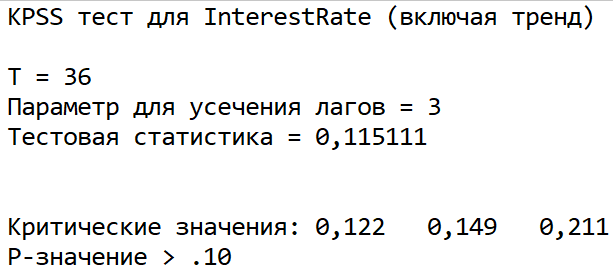 KPSS тест для InterestRate (включая тренд)
T = 36
Параметр для усечения лагов = 3
Тестовая статистика = 0,115111
Критические значения: 0,122 0,149 0,211
P-значение > .10